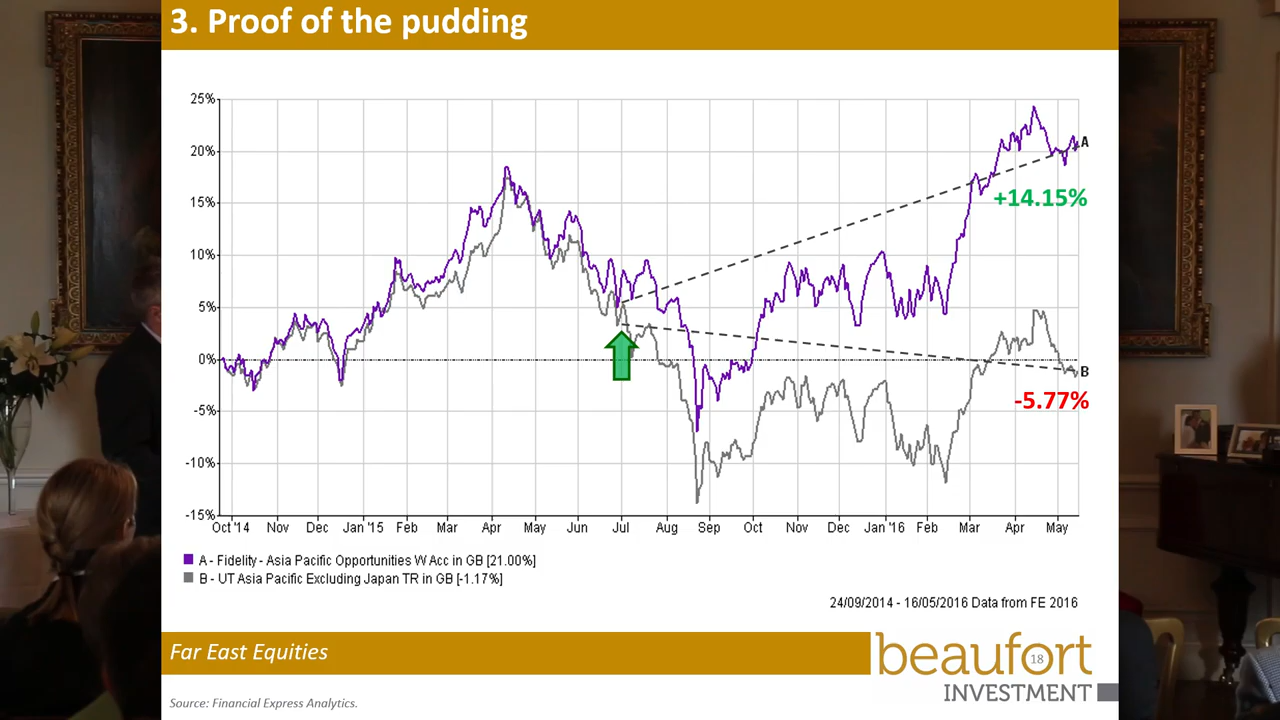 3. Proof of the pudding
25%
20%
15%
10%
5%
0%
-5%
-10%
-15%
A
+14.15%
B
-5.77%
Oct '14 Nov Dec Jan '15 Feb Mar Apr May Jun Jul Aug Sep Oct Nov Dec Jan '16 Feb Mar Apr May
A - Fidelity - Asia Pacific Opportunities W Acc in GB [21.00%]
B - UT Asia Pacific Excluding Japan TR in GB [-1.17%]
24/09/2014 - 16/05/2016 Data from FE 2016
Far East Equities
beaufort
18
INVESTMENT
Source: Financial Express Analytics.